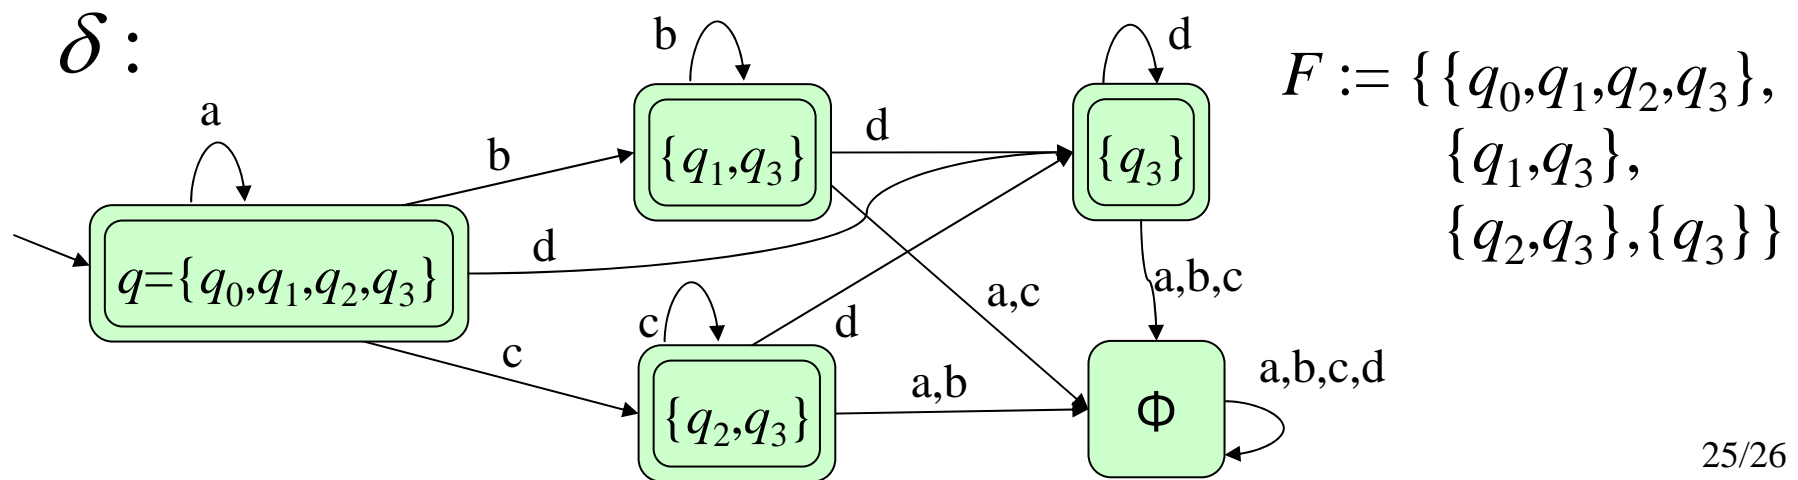 δ :
a
q={q₀,q₁,q₂,q₃}
b
d
c
b
{q₁,q₃}
d
a,c
c
{q₂,q₃}
d
a,b
d
{q₃}
a,b,c
Φ
a,b,c,d
F := {{q₀,q₁,q₂,q₃},
{q₁,q₃},
{q₂,q₃},{q₃}}
25/26